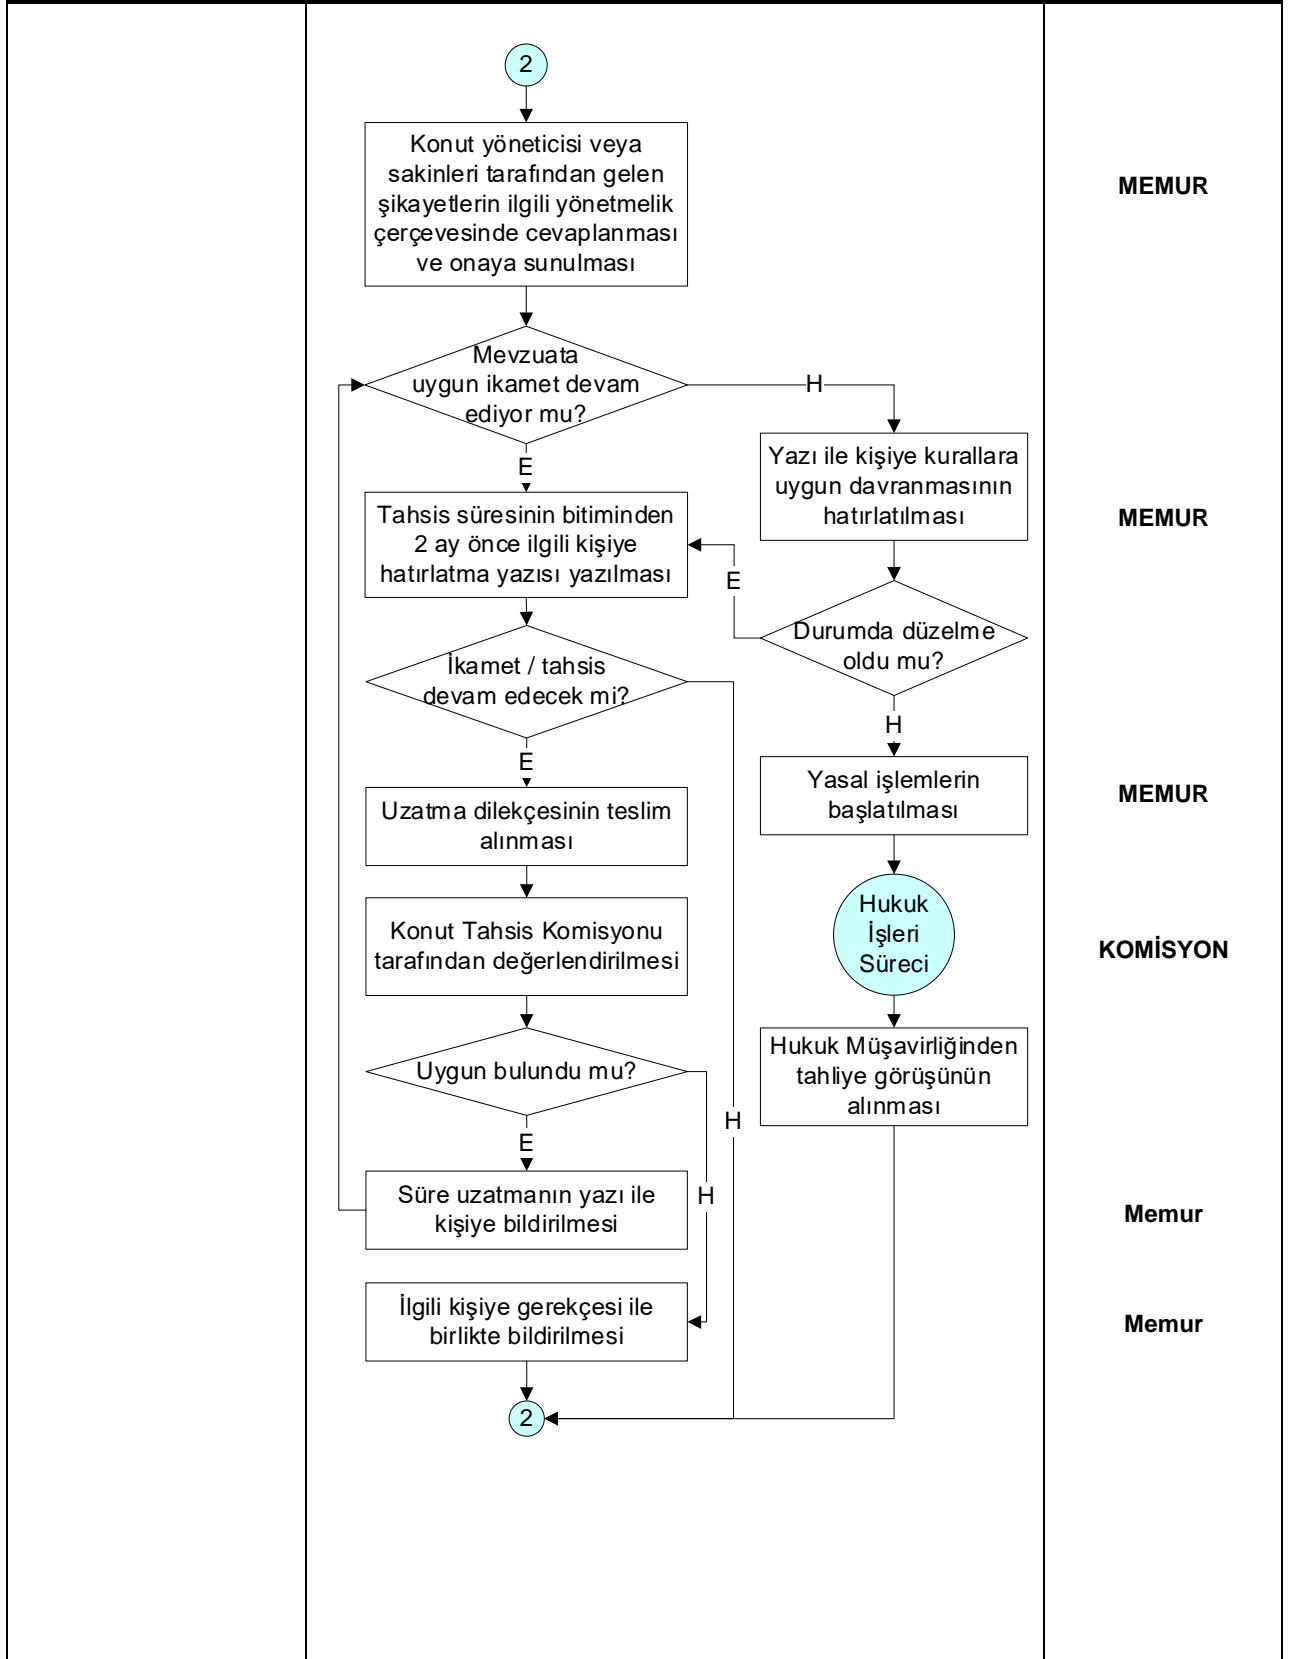 2
Konut yöneticisi veya
sakinleri tarafından gelen
şikayetlerin ilgili yönetmelik
çerçevesinde cevaplanması
ve onaya sunulması
MEMUR
Mevzuata
uygun ikamet devam
ediyor mu?
H
E
Yazı ile kişiye kurallara
uygun davranmasının
hatırlatılması
MEMUR
Tahsis süresinin bitiminden
2 ay önce ilgili kişiye
hatırlatma yazısı yazılması
E
Durumda düzelme
oldu mu?
İkamet / tahsis
devam edecek mi?
H
E
Yasal işlemlerin
başlatılması
MEMUR
Uzatma dilekçesinin teslim
alınması
Hukuk
İşleri
Süreci
Konut Tahsis Komisyonu
tarafından değerlendirilmesi
KOMİSYON
Hukuk Müşavirliğinden
tahliye görüşünün
alınması
Uygun bulundu mu?
H
E
H
Süre uzatmanın yazı ile
kişiye bildirilmesi
Memur
İlgili kişiye gerekçesi ile
birlikte bildirilmesi
Memur
2